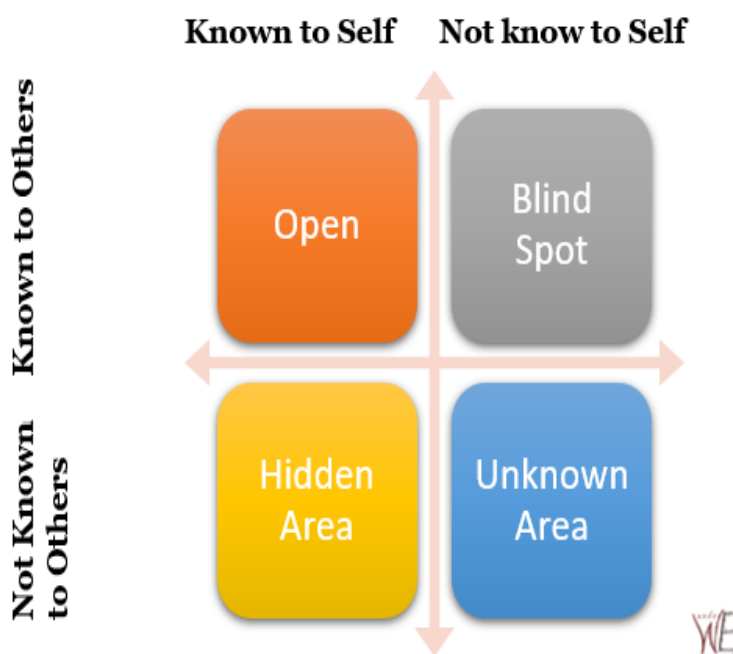 Known to Self
Not know to Self
Known to Others
Open
Blind
Spot
Not Known
to Others
Hidden
Area
Unknown
Area